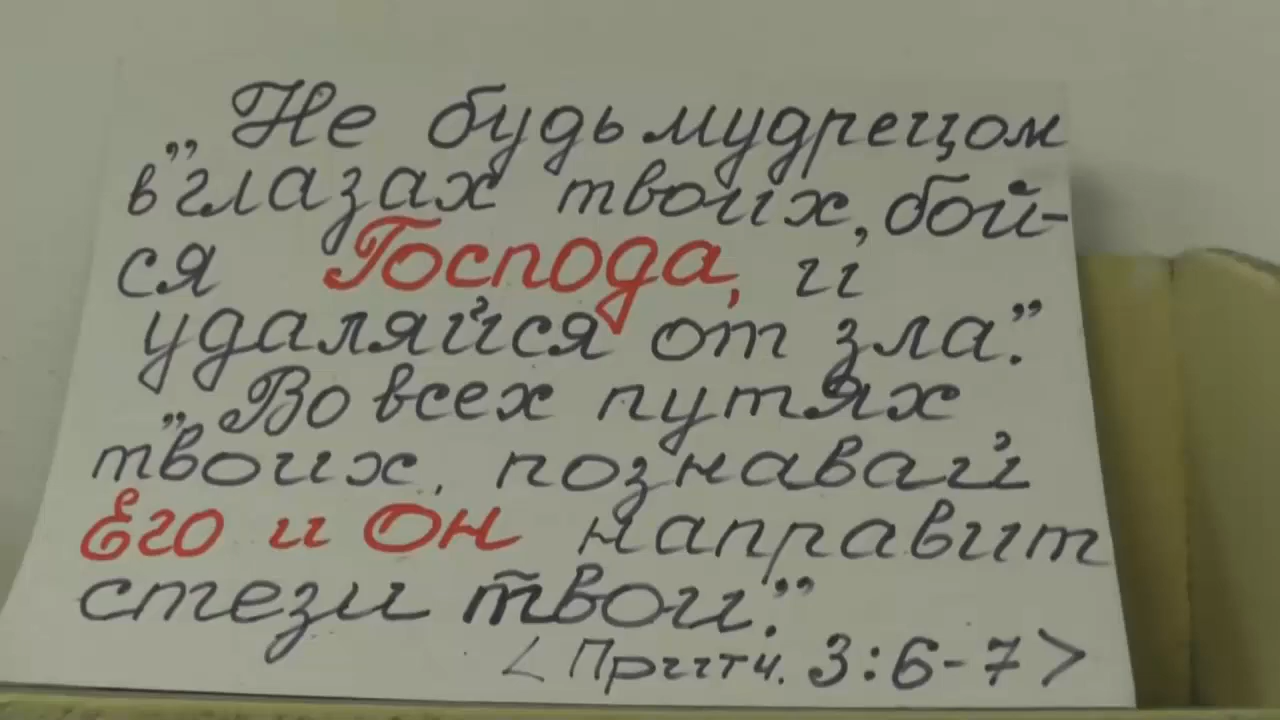 „Не будь мудрецом
в глазах твоих, бой-
ся Господа, и
удаляйся от зла.”
„Во всех путях
твоих, познавай
Его и Он направит
стези твои.”
<Притч. 3:6-7>